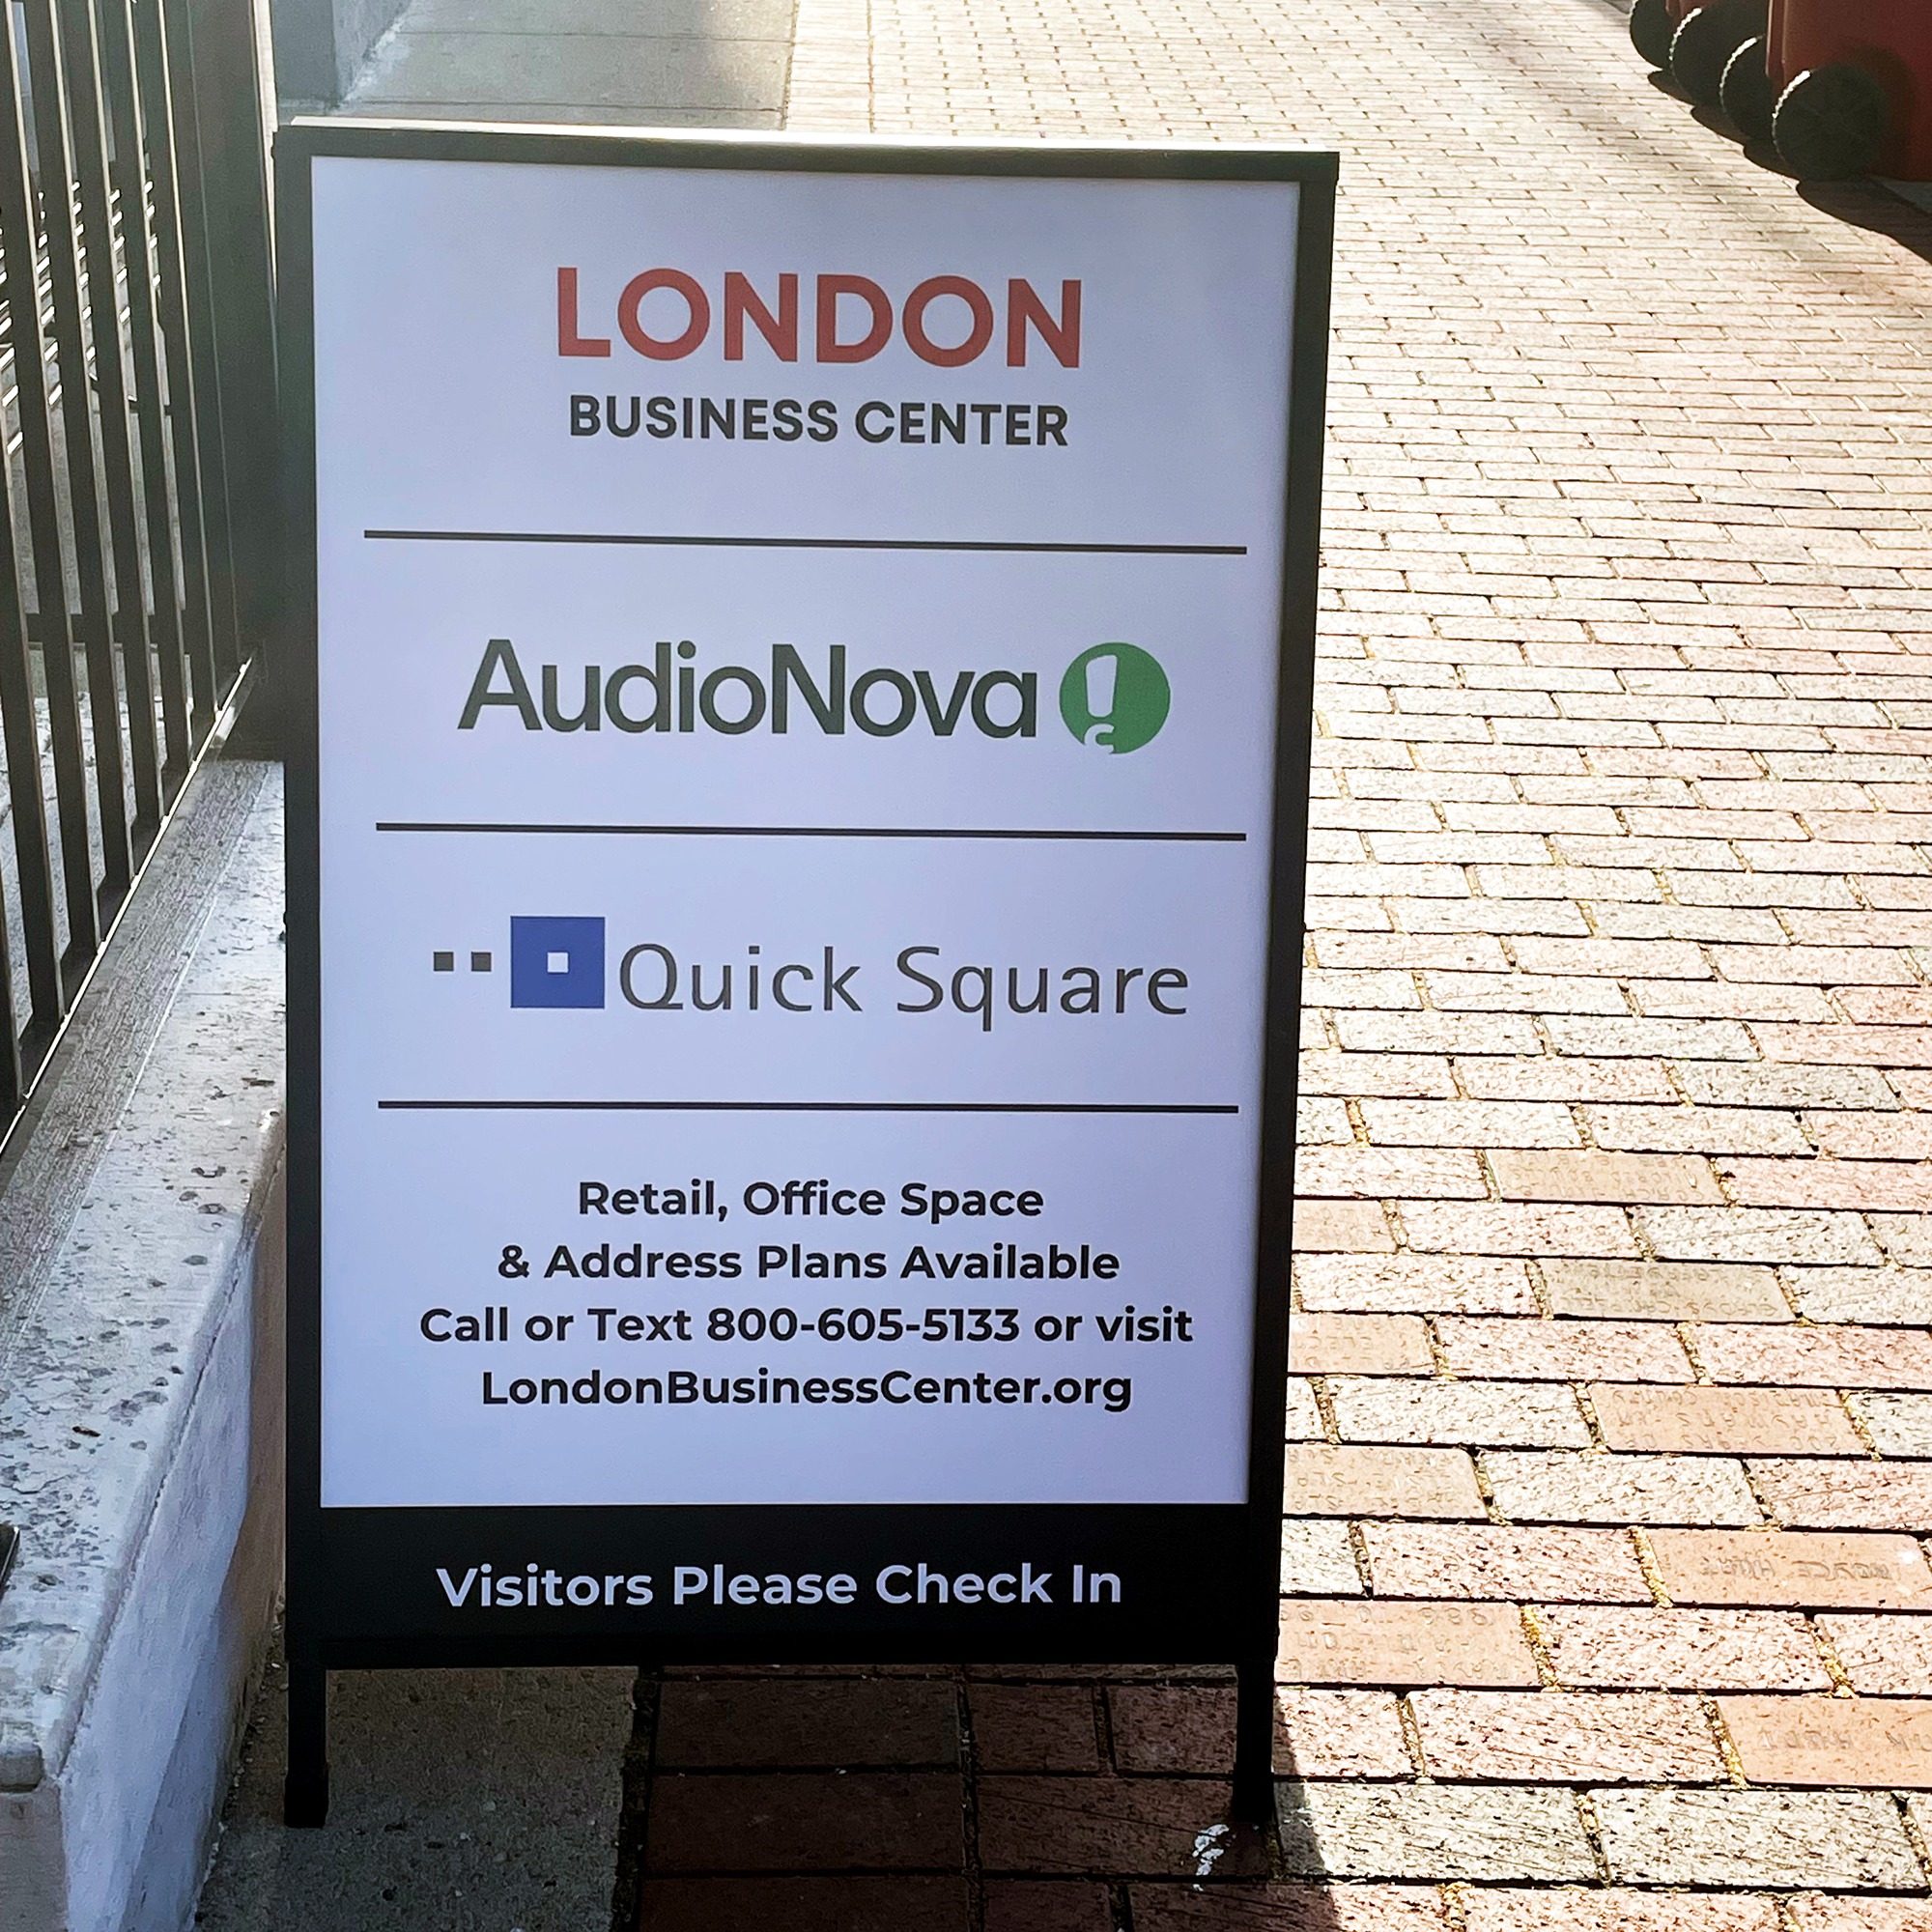 LONDON
BUSINESS CENTER
AudioNova
Quick Square
Retail, Office Space
& Address Plans Available
Call or Text 800-605-5133 or visit
LondonBusinessCenter.org
Visitors Please Check In